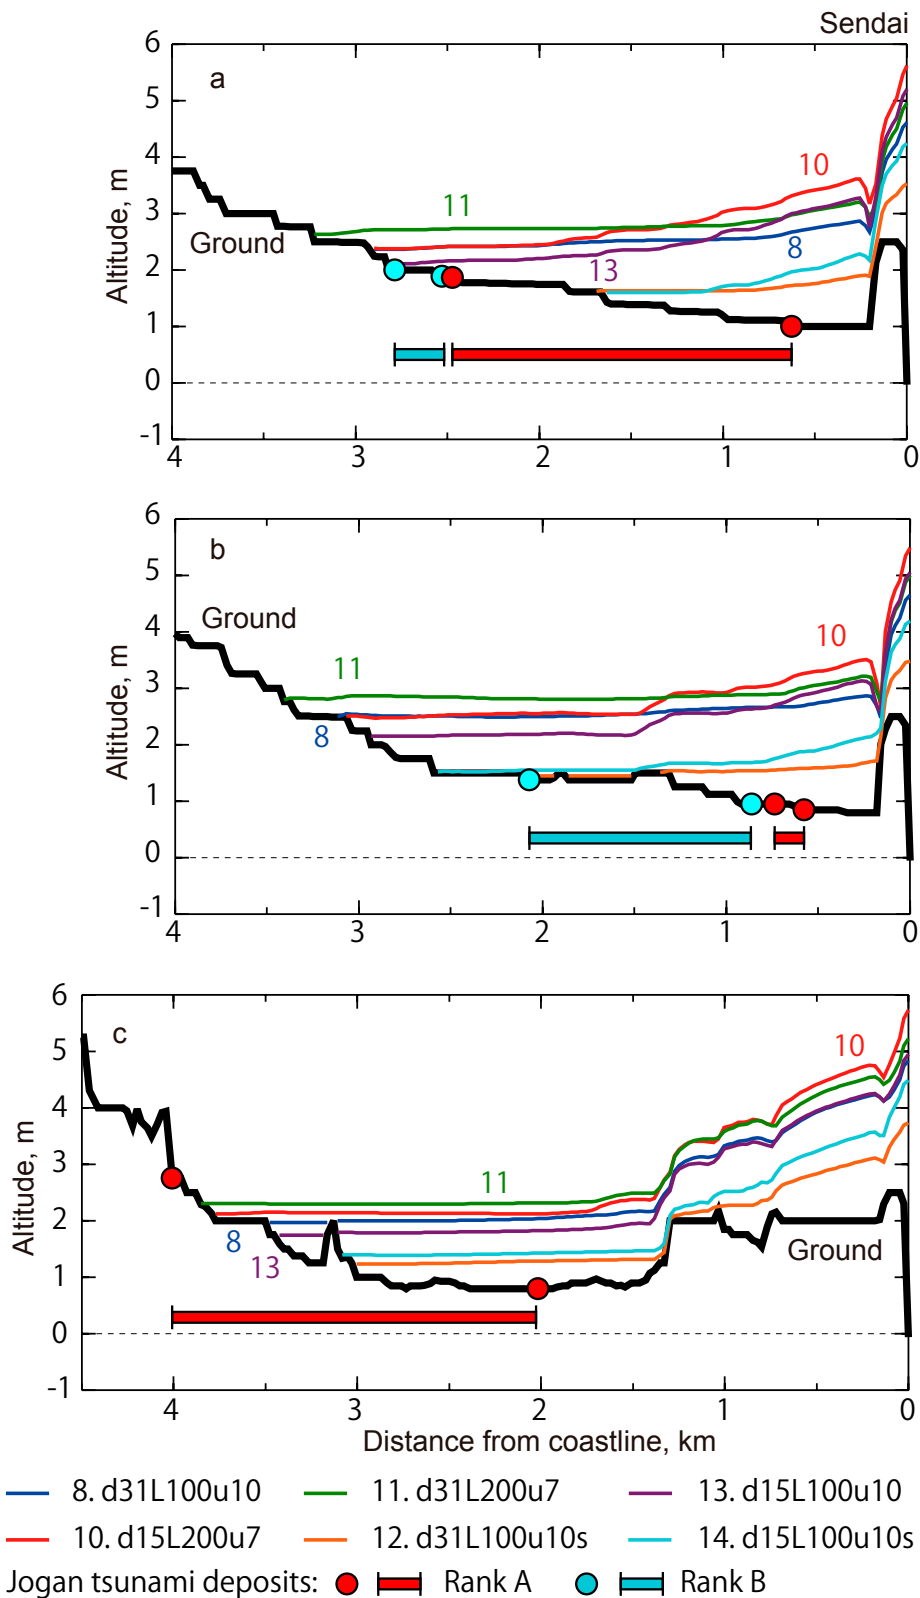 Sendai
6
a
5
10
4
11
3
Ground
8
Altitude, m
2
13
1
0
-1
4 3 2 1 0
6
b
5
Ground
10
4
11
3
8
Altitude, m
2
1
0
-1
4 3 2 1 0
6
c
10
5
4
3
11
Altitude, m
2
8
Ground
13
1
0
-1
4 3 2 1 0
Distance from coastline, km
8. d31L100u10 11. d31L200u7 13. d15L100u10
10. d15L200u7 12. d31L100u10s 14. d15L100u10s
Jogan tsunami deposits: Rank A Rank B